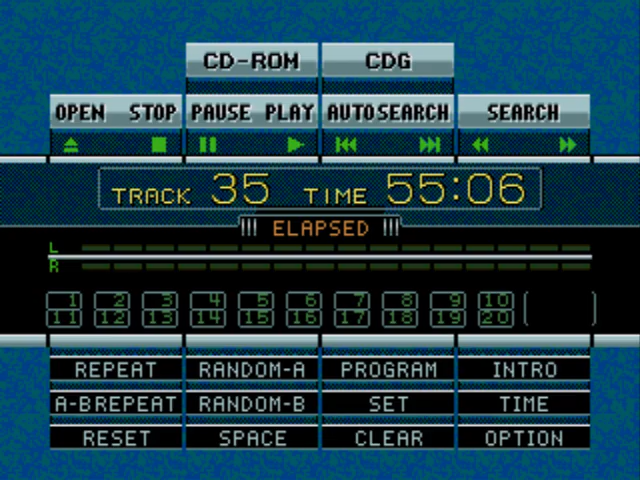 CD-ROM CDG
OPEN STOP PAUSE PLAY AUTOSEARCH SEARCH
TRACK 35 TIME 55:06
ELAPSED
L
R
1 2 3 4 5 6 7 8 9 10
11 12 13 14 15 16 17 18 19 20
REPEAT RANDOM-A PROGRAM INTRO
A-BREPEAT RANDOM-B SET TIME
RESET SPACE CLEAR OPTION